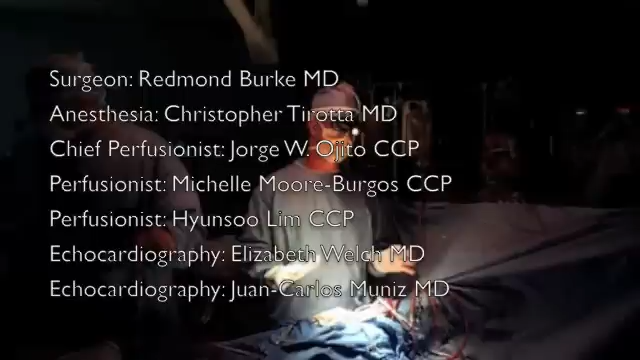 Surgeon: Redmond Burke MD
Anesthesia: Christopher Tirotta MD
Chief Perfusionist: Jorge W. Ojito CCP
Perfusionist: Michelle Moore-Burgos CCP
Perfusionist: Hyunsoo Lim CCP
Echocardiography: Elizabeth Welch MD
Echocardiography: Juan-Carlos Muniz MD